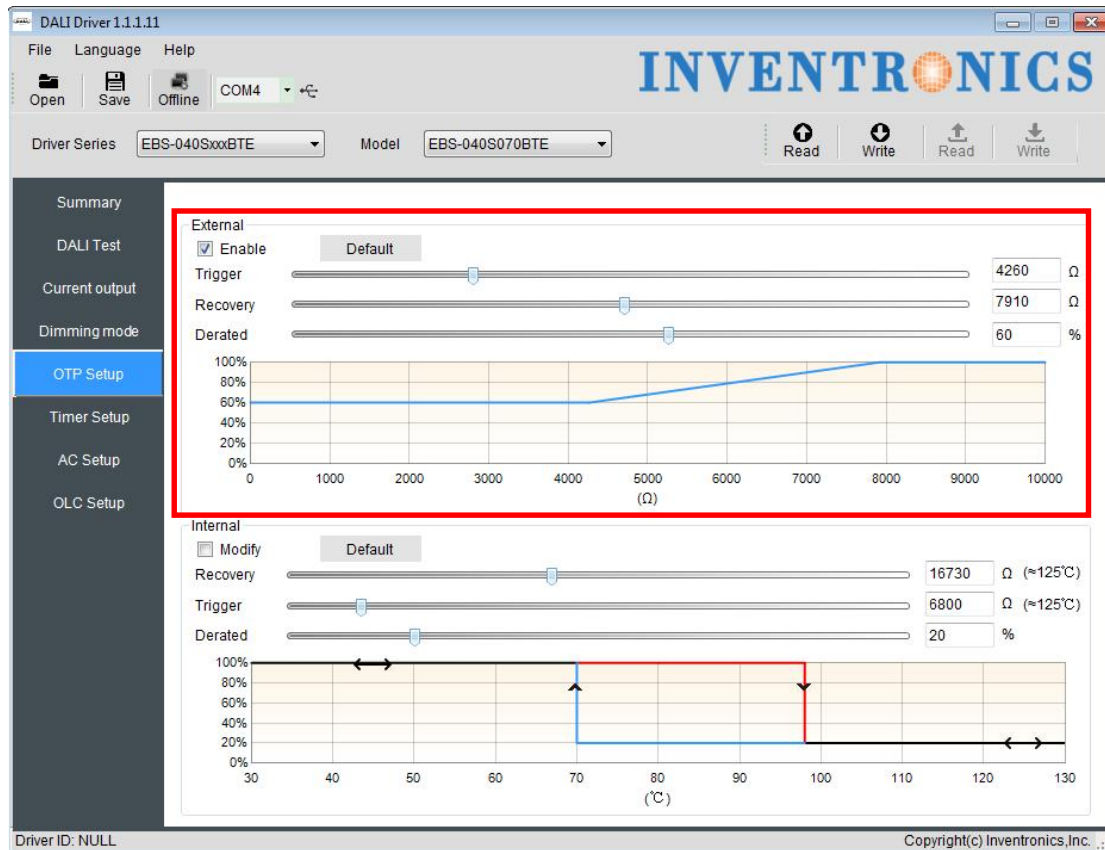 DALI Driver 1.1.1.11
File Language Help
Open Save Offline COM4
INVENTRONICS
Driver Series EBS-040SxxxBTE Model EBS-040S070BTE Read Write Read Write
Summary
DALI Test
Current output
Dimming mode
OTP Setup
Timer Setup
AC Setup
OLC Setup
External
Enable Default
Trigger 4260 Ω
Recovery 7910 Ω
Derated 60 %
100%
80%
60%
40%
20%
0%
0 1000 2000 3000 4000 5000 6000 7000 8000 9000 10000
(Ω)
Internal
Modify Default
Recovery 16730 Ω (≈125℃)
Trigger 6800 Ω (≈125℃)
Derated 20 %
100%
80%
60%
40%
20%
0%
30 40 50 60 70 80 90 100 110 120 130
(℃)
Driver ID: NULL Copyright(c) Inventronics,Inc.